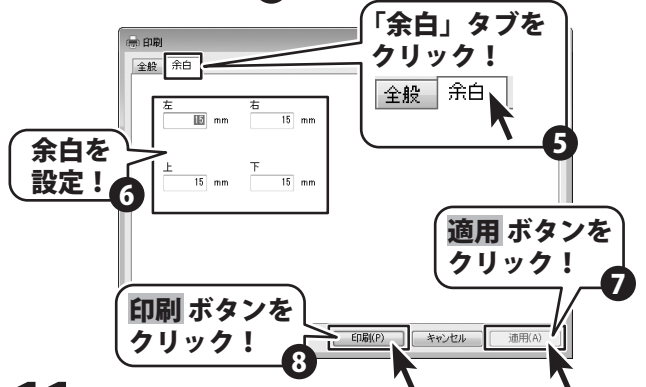 印刷
全般 余白
「余白」タブを
クリック！
全般 余白
5
左 右
15 mm 15 mm
上 下
15 mm 15 mm
余白を
設定！
6
適用 ボタンを
クリック！
7
印刷 ボタンを
クリック！
8
印刷(P) キャンセル 適用(A)